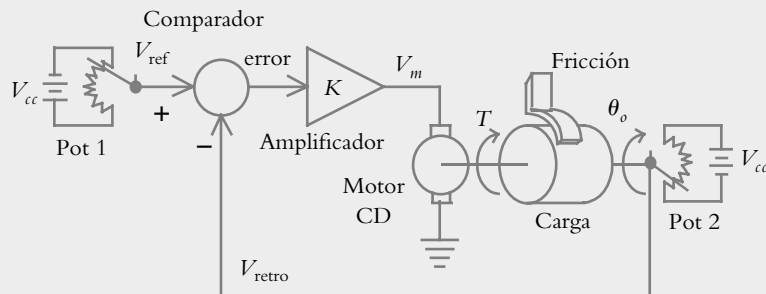 Comparador
V_ref
error
V_cc
+
−
K
V_m
Fricción
T
θ_o
V_cc
Pot 1
Amplificador
Motor
CD
Carga
Pot 2
V_retro